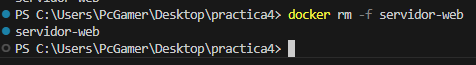 PS C:\Users\PcGamer\Desktop\practica4> docker rm -f servidor-web
servidor-web
PS C:\Users\PcGamer\Desktop\practica4>